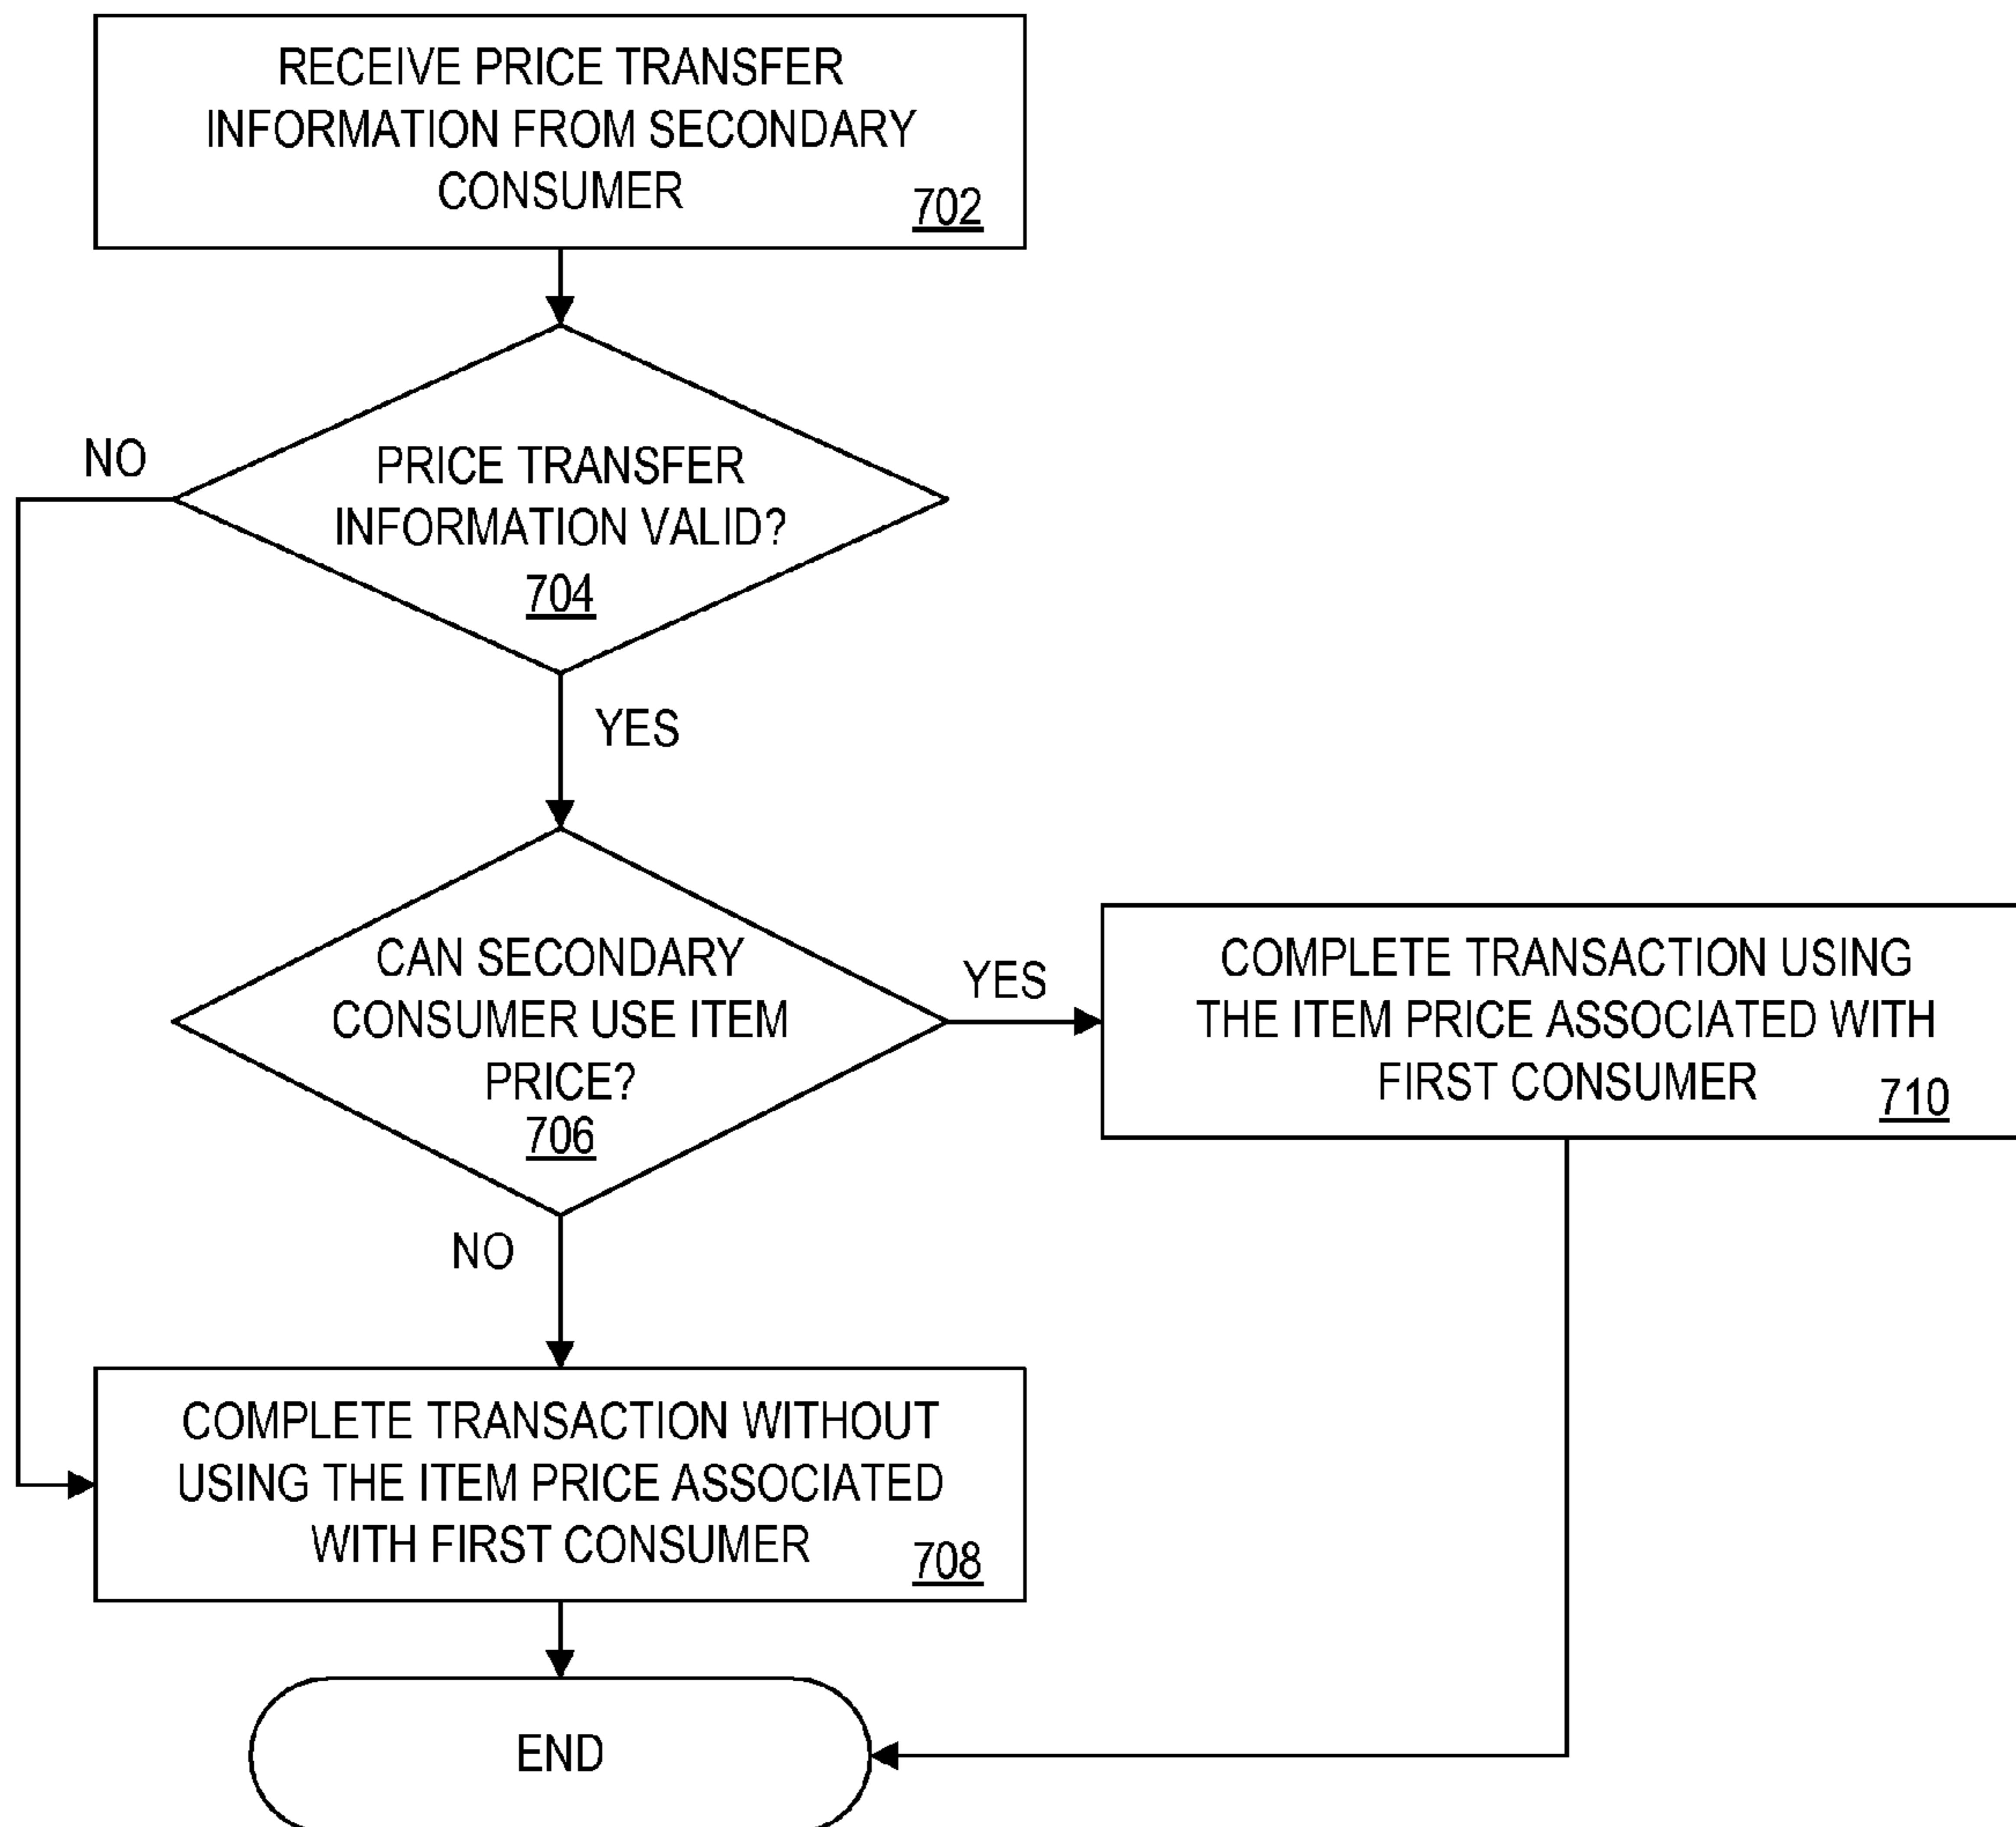 RECEIVE PRICE TRANSFER
INFORMATION FROM SECONDARY
CONSUMER
702
NO
PRICE TRANSFER
INFORMATION VALID?
704
YES
CAN SECONDARY
CONSUMER USE ITEM
PRICE?
706
YES
COMPLETE TRANSACTION USING
THE ITEM PRICE ASSOCIATED WITH
FIRST CONSUMER
710
NO
COMPLETE TRANSACTION WITHOUT
USING THE ITEM PRICE ASSOCIATED
WITH FIRST CONSUMER
708
END